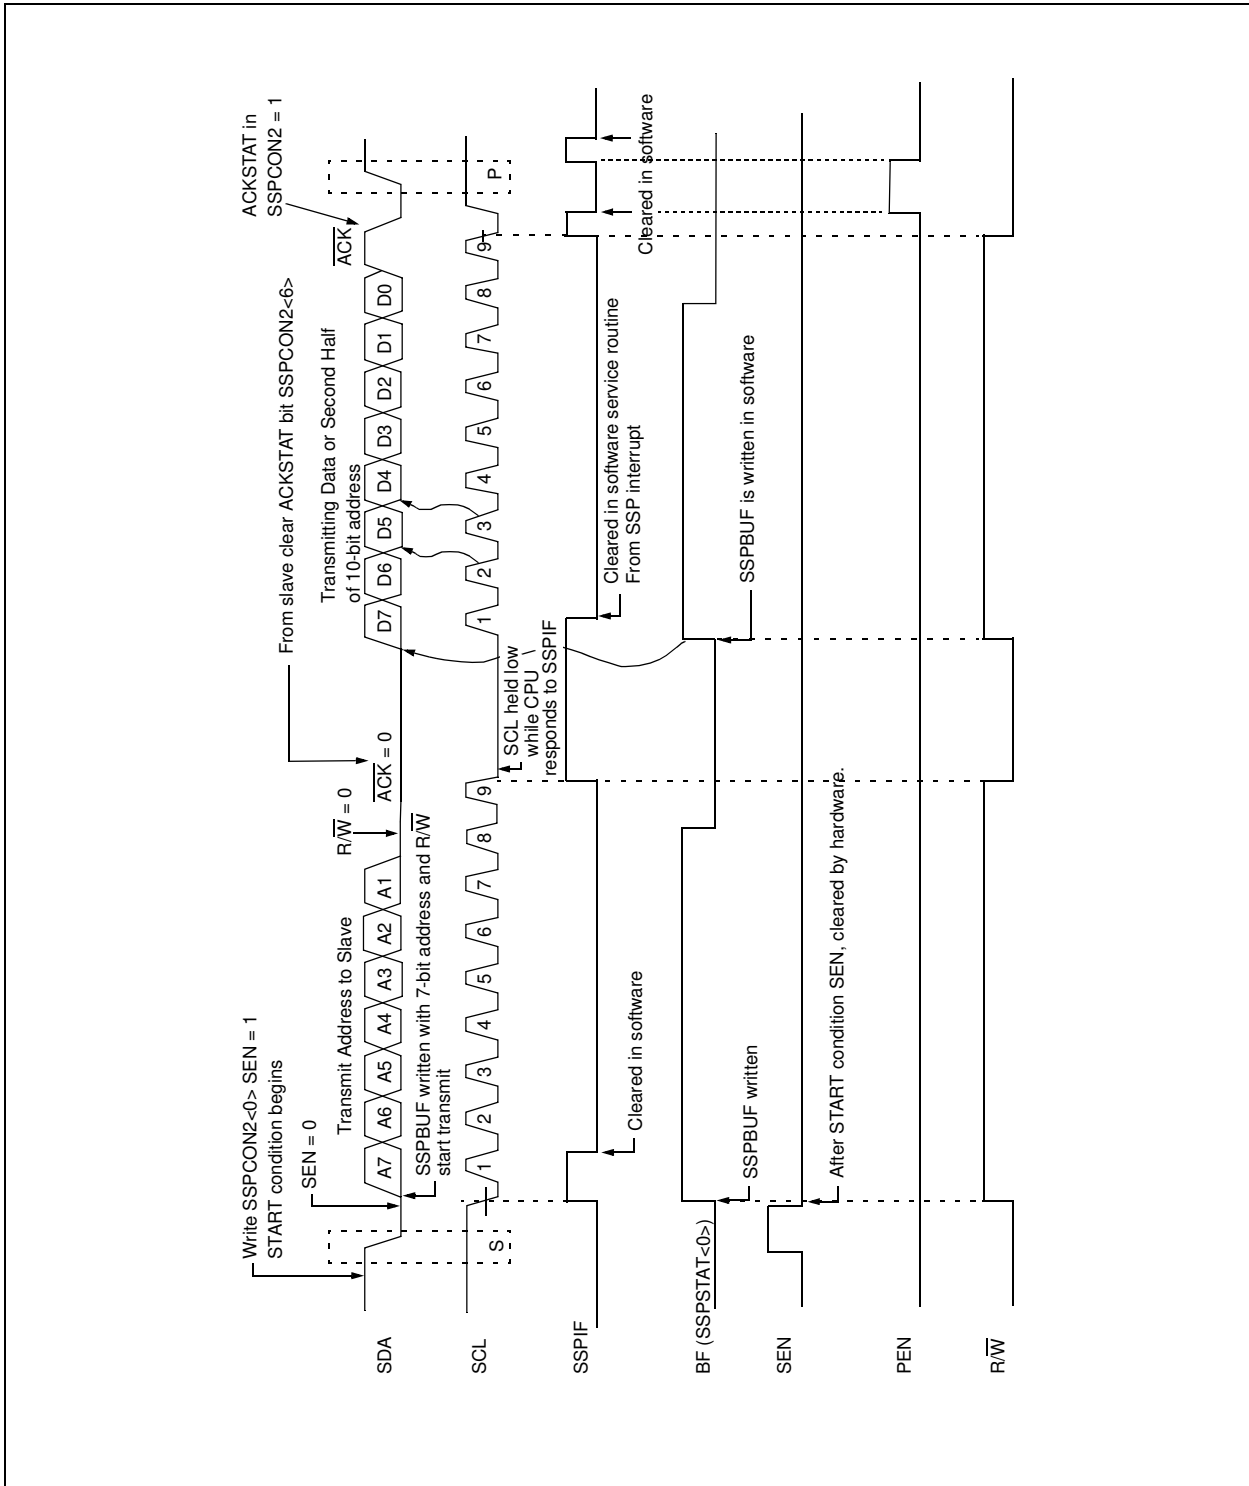 Write SSPCON2<0> SEN = 1
START condition begins
SEN = 0
Transmit Address to Slave
R/W = 0
ACK = 0
From slave clear ACKSTAT bit SSPCON2<6>
Transmitting Data or Second Half
of 10-bit address
ACK
ACKSTAT in
SSPCON2 = 1
SDA
A7 A6 A5 A4 A3 A2 A1
D7 D6 D5 D4 D3 D2 D1 D0
SSPBUF written with 7-bit address and R/W
start transmit
SCL
S
1 2 3 4 5 6 7 8 9
1 2 3 4 5 6 7 8 9
P
SCL held low
while CPU
responds to SSPIF
SSPIF
Cleared in software
Cleared in software service routine
From SSP interrupt
Cleared in software
Cleared in software
BF (SSPSTAT<0>)
SSPBUF written
SSPBUF is written in software
SEN
After START condition SEN, cleared by hardware.
PEN
R/W